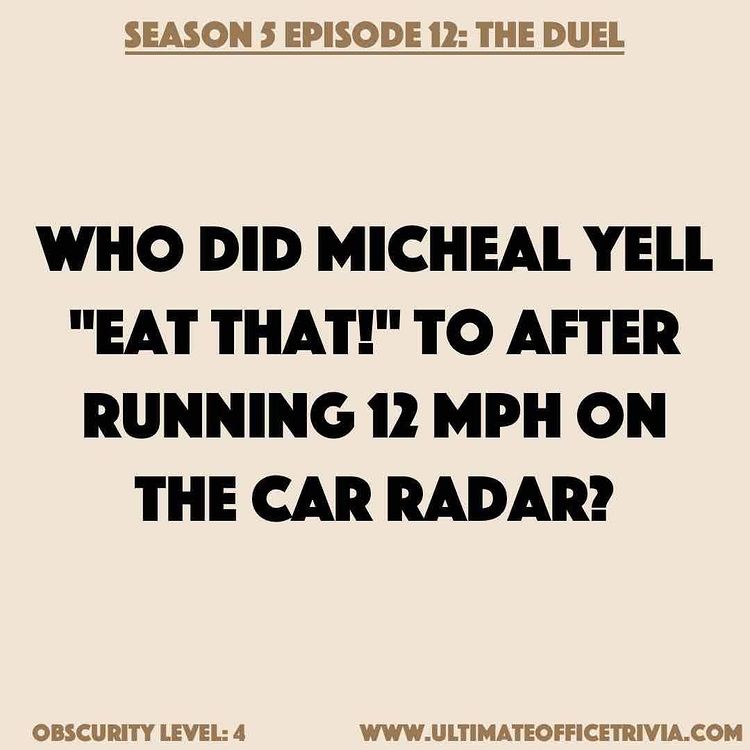 SEASON 5 EPISODE 12: THE DUEL
WHO DID MICHEAL YELL
"EAT THAT!" TO AFTER
RUNNING 12 MPH ON
THE CAR RADAR?
OBSCURITY LEVEL: 4
WWW.ULTIMATEOFFICETRIVIA.COM